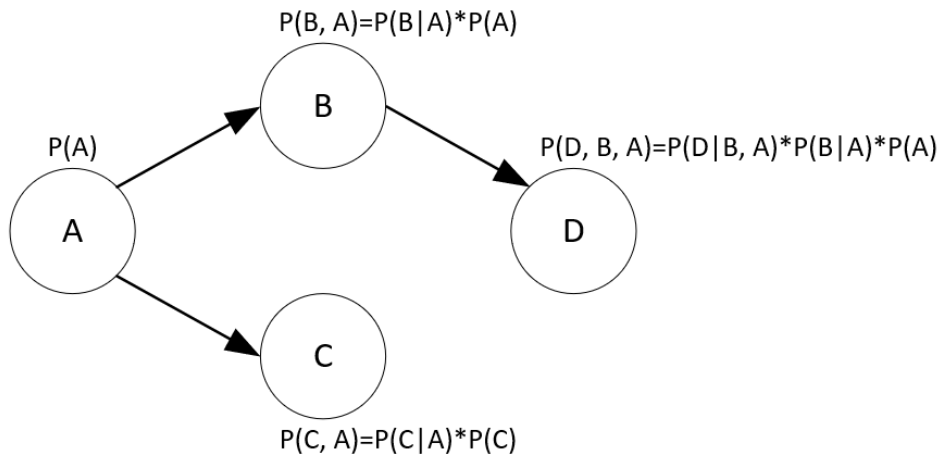 P(B, A)=P(B|A)*P(A)
B
P(A)
P(D, B, A)=P(D|B, A)*P(B|A)*P(A)
A
D
C
P(C, A)=P(C|A)*P(C)